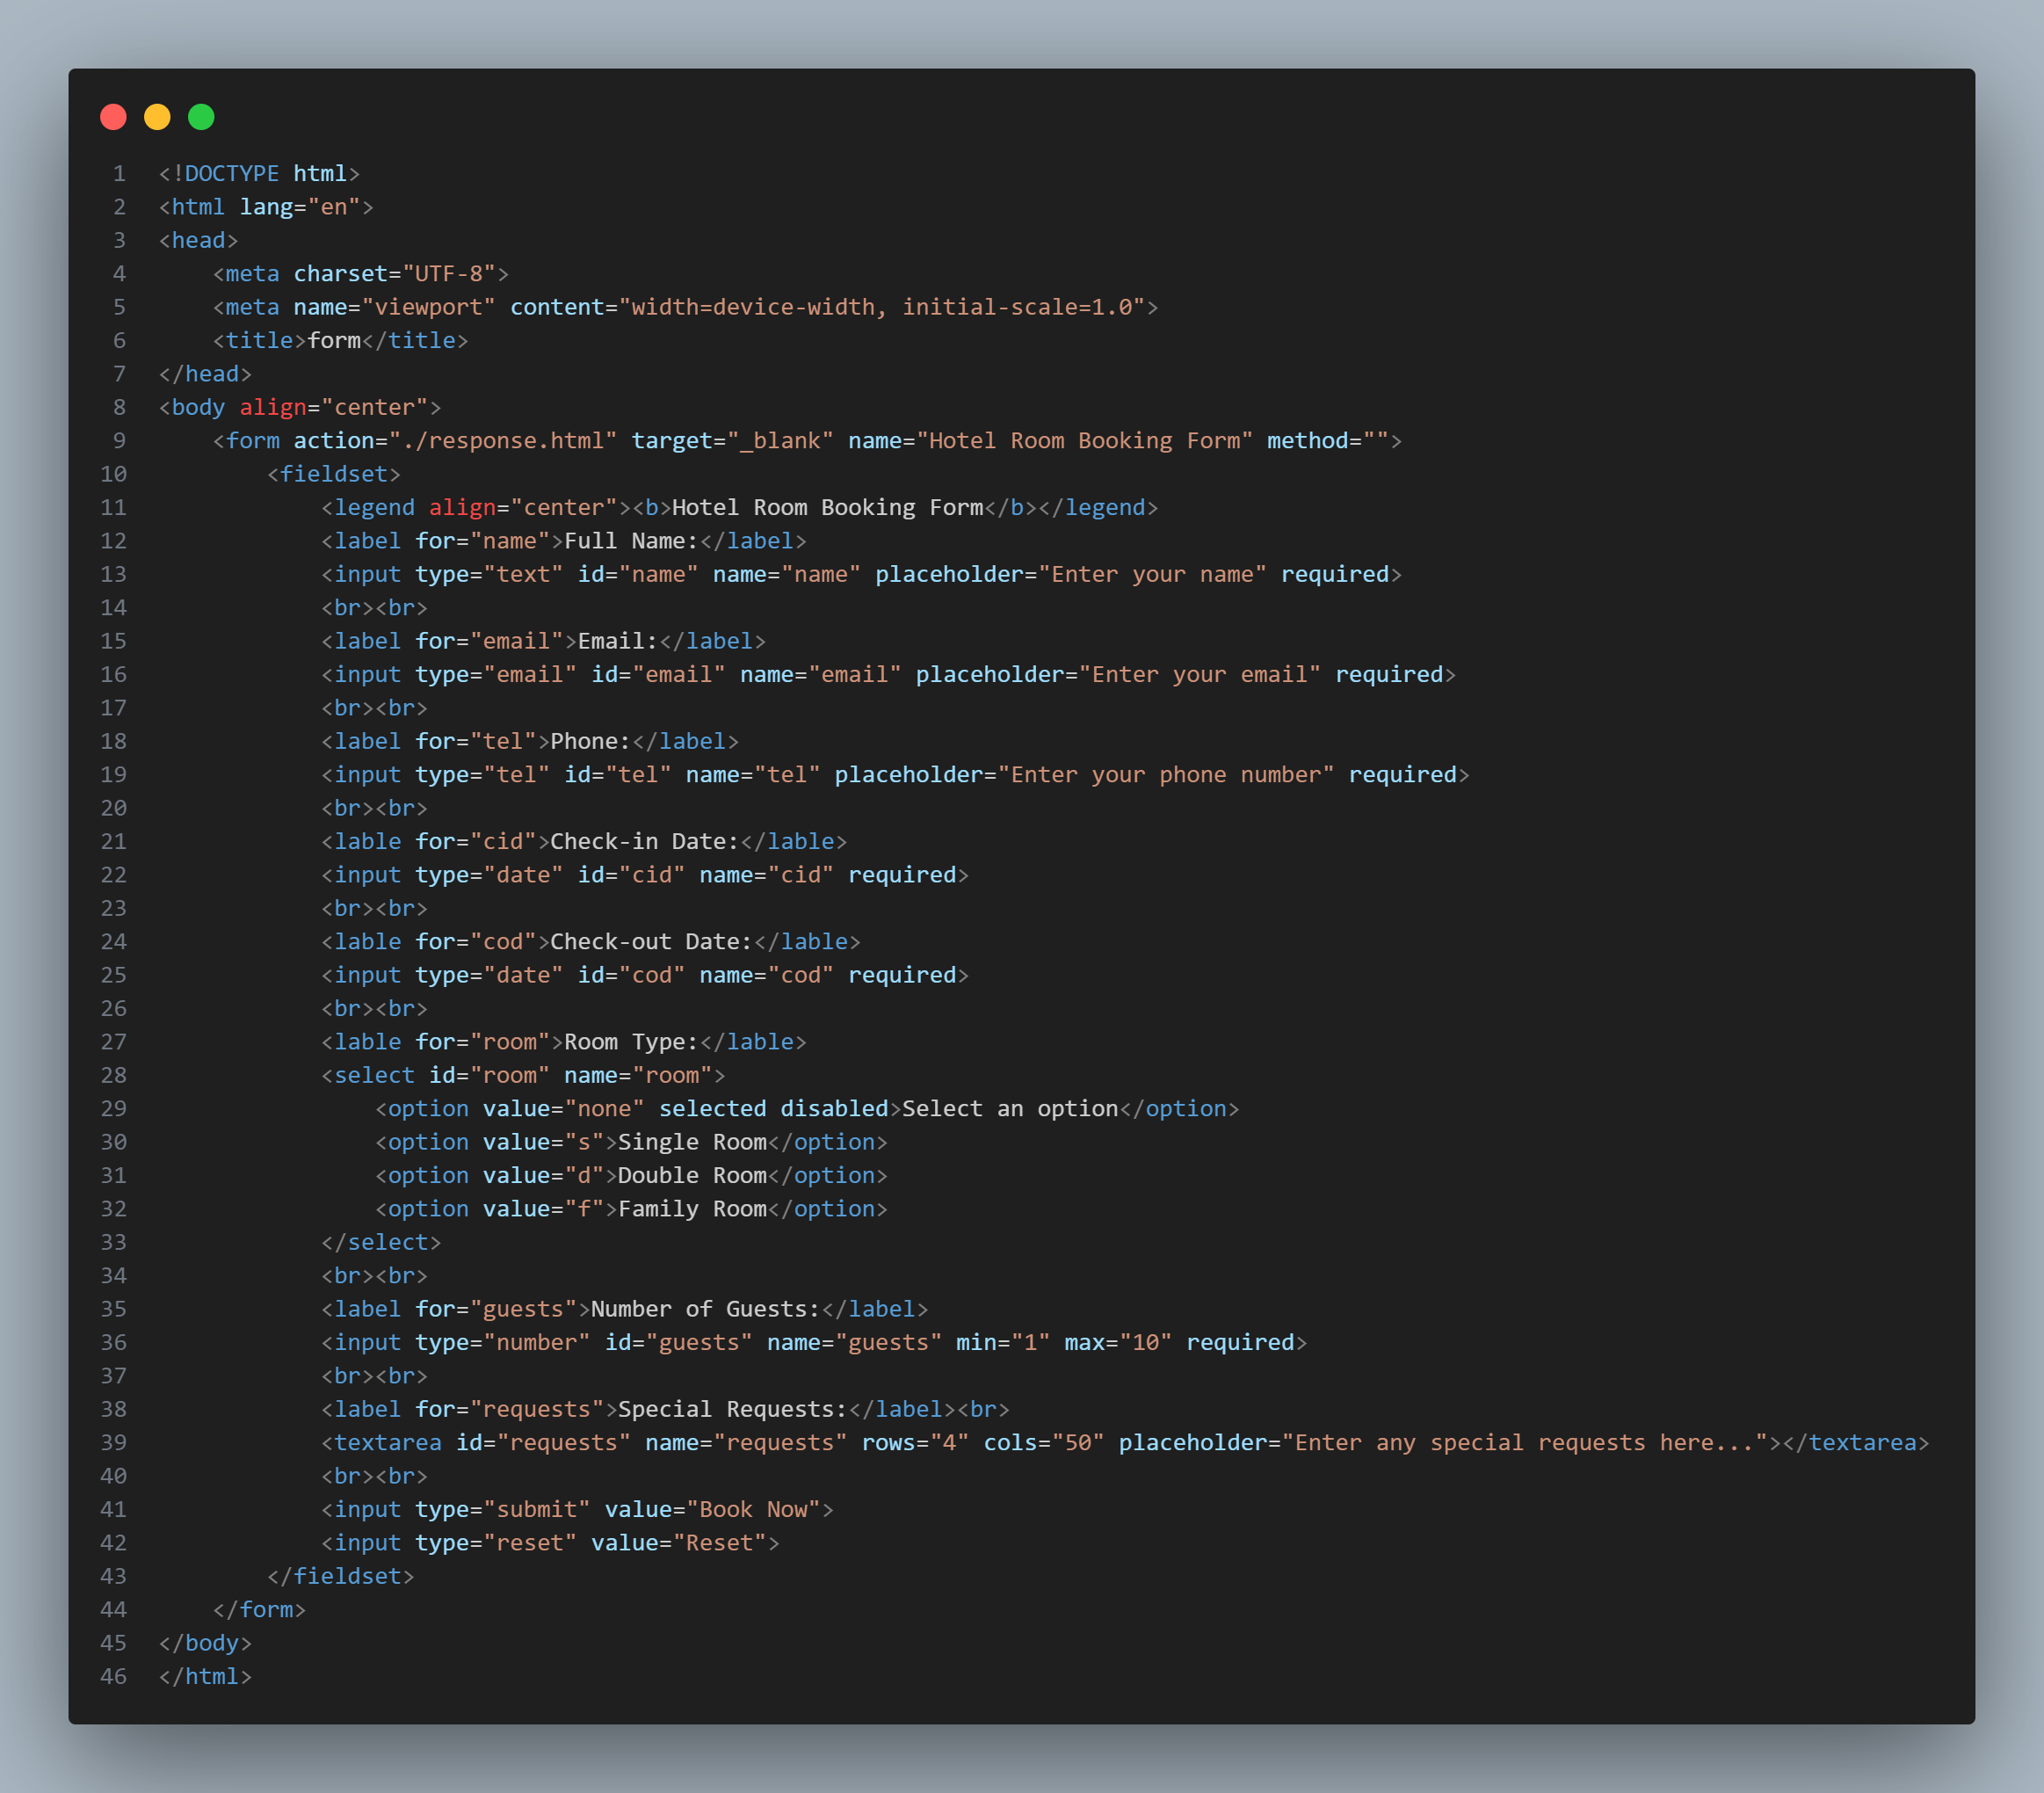 1 <!DOCTYPE html>
2 <html lang="en">
3 <head>
4     <meta charset="UTF-8">
5     <meta name="viewport" content="width=device-width, initial-scale=1.0">
6     <title>form</title>
7 </head>
8 <body align="center">
9     <form action="./response.html" target="_blank" name="Hotel Room Booking Form" method="">
10         <fieldset>
11             <legend align="center"><b>Hotel Room Booking Form</b></legend>
12             <label for="name">Full Name:</label>
13             <input type="text" id="name" name="name" placeholder="Enter your name" required>
14             <br><br>
15             <label for="email">Email:</label>
16             <input type="email" id="email" name="email" placeholder="Enter your email" required>
17             <br><br>
18             <label for="tel">Phone:</label>
19             <input type="tel" id="tel" name="tel" placeholder="Enter your phone number" required>
20             <br><br>
21             <lable for="cid">Check-in Date:</lable>
22             <input type="date" id="cid" name="cid" required>
23             <br><br>
24             <lable for="cod">Check-out Date:</lable>
25             <input type="date" id="cod" name="cod" required>
26             <br><br>
27             <lable for="room">Room Type:</lable>
28             <select id="room" name="room">
29                 <option value="none" selected disabled>Select an option</option>
30                 <option value="s">Single Room</option>
31                 <option value="d">Double Room</option>
32                 <option value="f">Family Room</option>
33             </select>
34             <br><br>
35             <label for="guests">Number of Guests:</label>
36             <input type="number" id="guests" name="guests" min="1" max="10" required>
37             <br><br>
38             <label for="requests">Special Requests:</label><br>
39             <textarea id="requests" name="requests" rows="4" cols="50" placeholder="Enter any special requests here..."></textarea>
40             <br><br>
41             <input type="submit" value="Book Now">
42             <input type="reset" value="Reset">
43         </fieldset>
44     </form>
45 </body>
46 </html>